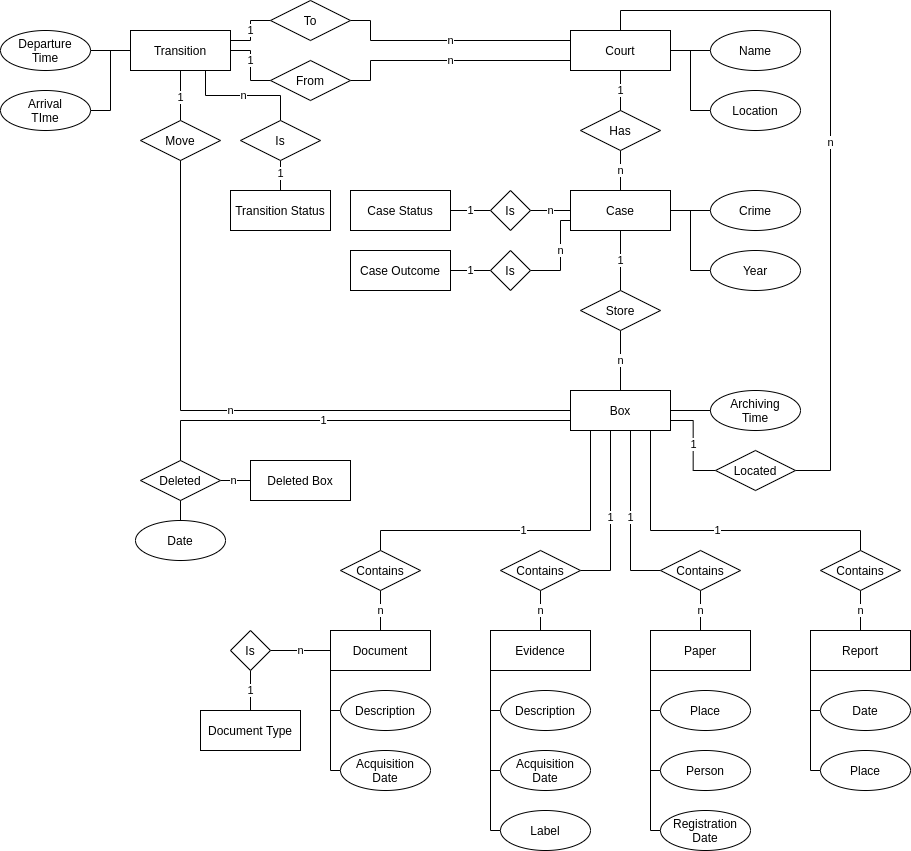 To
1
Departure
Time
Transition
n
Court
Name
1
n
From
Arrival
TIme
1
n
1
Location
Move
Is
Has
n
1
n
Transition Status
Case Status
1
Is
n
Case
Crime
n
Case Outcome
1
Is
1
Year
Store
n
n
Box
Archiving
Time
1
1
Located
Deleted
n
Deleted Box
Date
1
1
1
1
Contains
Contains
Contains
Contains
n
n
n
n
Is
n
Document
Evidence
Paper
Report
1
Document Type
Description
Description
Place
Date
Acquisition
Date
Acquisition
Date
Person
Place
Label
Registration
Date